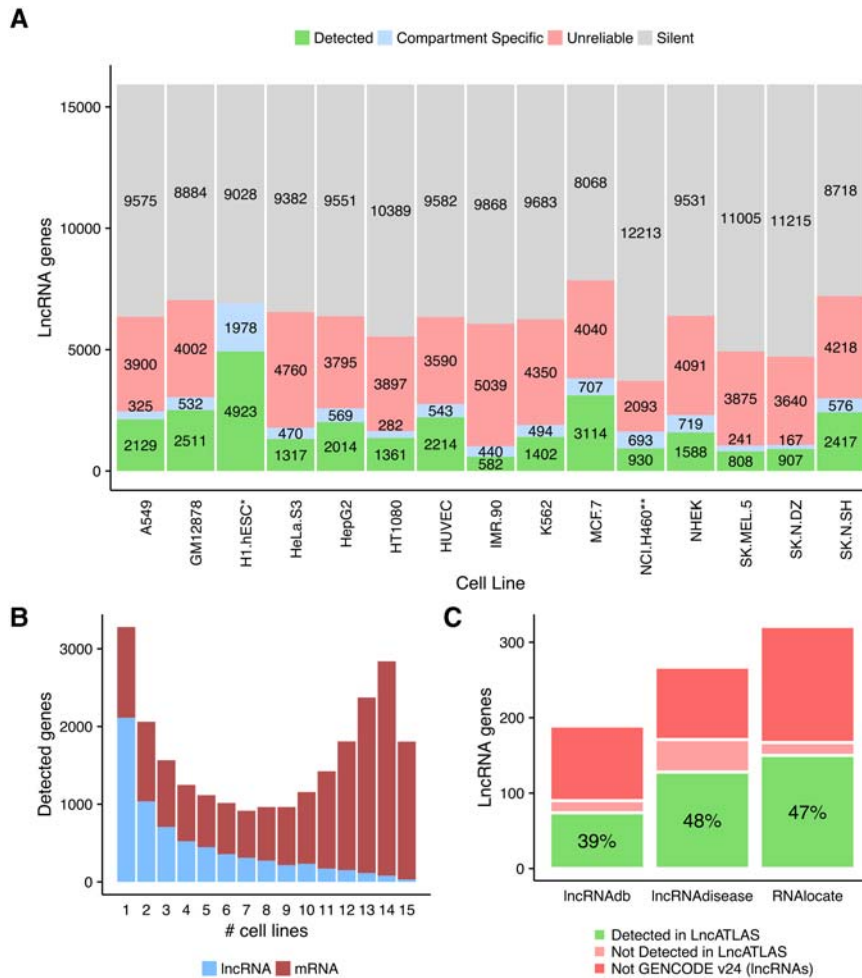 A
Detected Compartment Specific Unreliable Silent
LncRNA genes
15000
10000
5000
0
9575 8884 9028 9382 9551 10389 9582 9868 9683 8068 12213 9531 11005 11215 8718
3900 4002 4760 3795 3897 3590 5039 4350 4040 2093 4091 3875 3640 4218
325 532 1978 470 569 282 543 440 494 707 693 719 241 167 576
2129 2511 4923 1317 2014 1361 2214 582 1402 3114 930 1588 808 907 2417
A549 GM12878 H1.hESC* HeLa.S3 HepG2 HT1080 HUVEC IMR.90 K562 MCF.7 NCI.H460** NHEK SK.MEL.5 SK.N.DZ SK.N.SH
Cell Line
B
Detected genes
3000
2000
1000
0
1 2 3 4 5 6 7 8 9 10 11 12 13 14 15
# cell lines
lncRNA mRNA
C
LncRNA genes
300
200
100
0
39% 48% 47%
lncRNAdb lncRNAdisease RNAlocate
Detected in LncATLAS
Not Detected in LncATLAS
Not GENCODE v24 (lncRNAs)